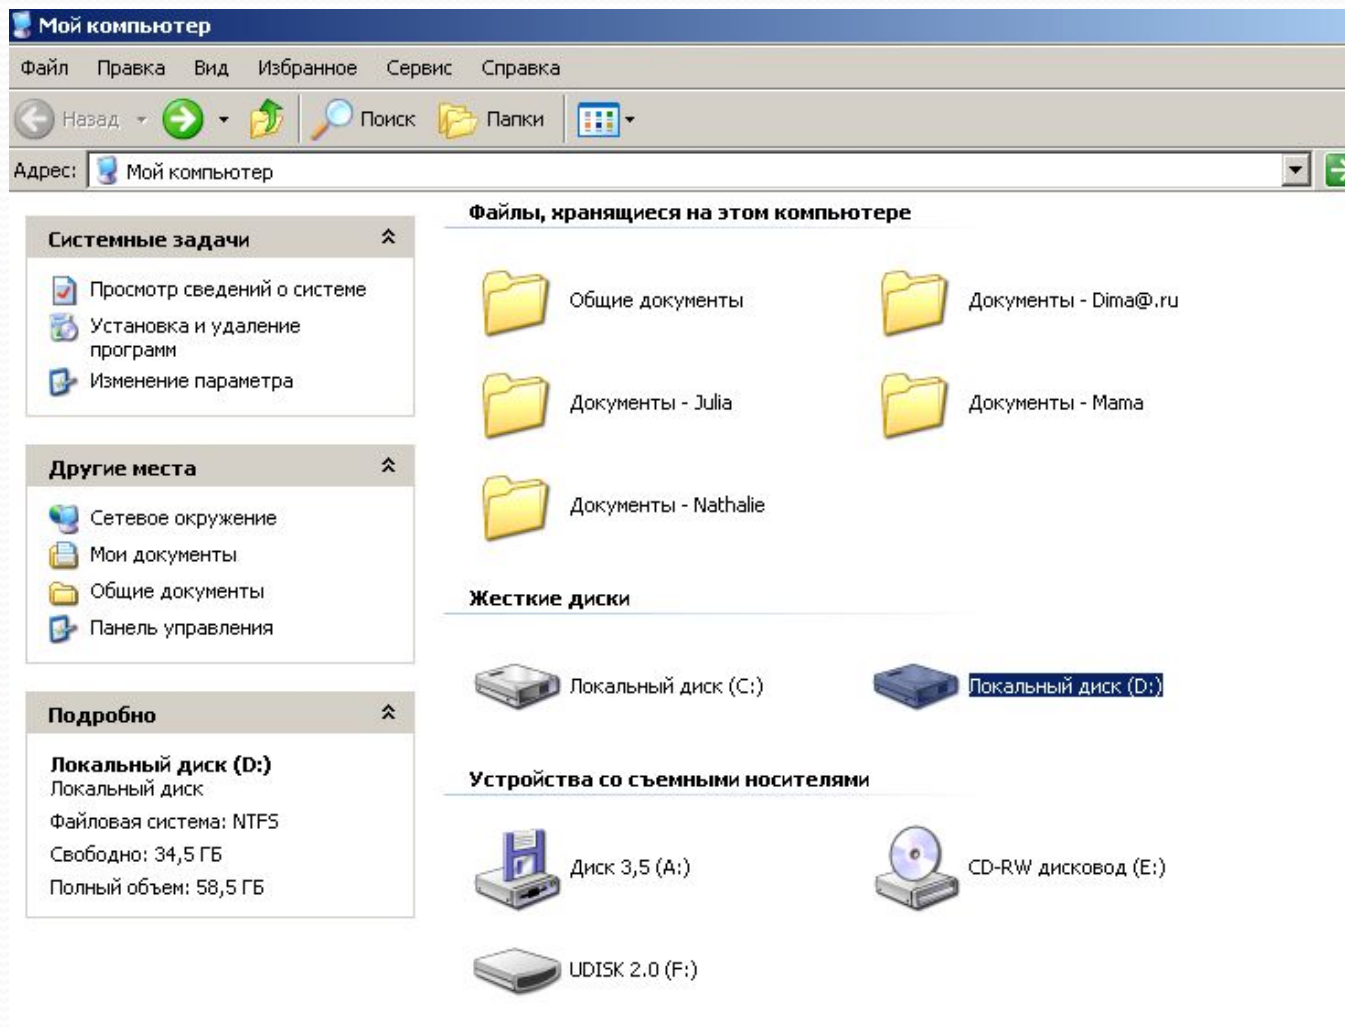 Мой компьютер
Файл Правка Вид Избранное Сервис Справка
Назад Поиск Папки
Адрес: Мой компьютер
Системные задачи
Просмотр сведений о системе
Установка и удаление
программ
Изменение параметра
Другие места
Сетевое окружение
Мои документы
Общие документы
Панель управления
Подробно
Локальный диск (D:)
Локальный диск
Файловая система: NTFS
Свободно: 34,5 ГБ
Полный объем: 58,5 ГБ
Файлы, хранящиеся на этом компьютере
Общие документы
Документы - Dima@.ru
Документы - Julia
Документы - Mama
Документы - Nathalie
Жесткие диски
Локальный диск (C:)
Локальный диск (D:)
Устройства со съемными носителями
Диск 3,5 (A:)
CD-RW дисковод (E:)
UDISK 2.0 (F:)